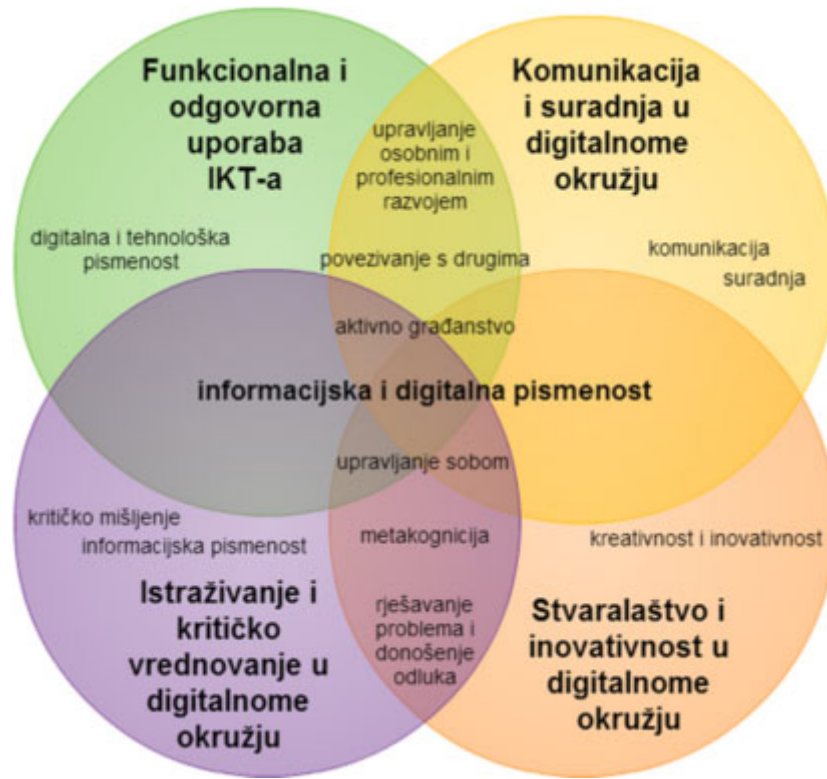 Funkcionalna i
odgovorna
uporaba
IKT-a
Komunikacija
i suradnja u
digitalnome
okružju
upravljanje
osobnim i
profesionalnim
razvojem
digitalna i tehnološka
pismenost
povezivanje s drugima
komunikacija
suradnja
aktivno građanstvo
informacijska i digitalna pismenost
upravljanje sobom
kritičko mišljenje
informacijska pismenost
metakognicija
kreativnost i inovativnost
Istraživanje i
kritičko
vrednovanje u
digitalnome
okružju
rješavanje
problema i
donošenje
odluka
Stvaralaštvo i
inovativnost u
digitalnome
okružju